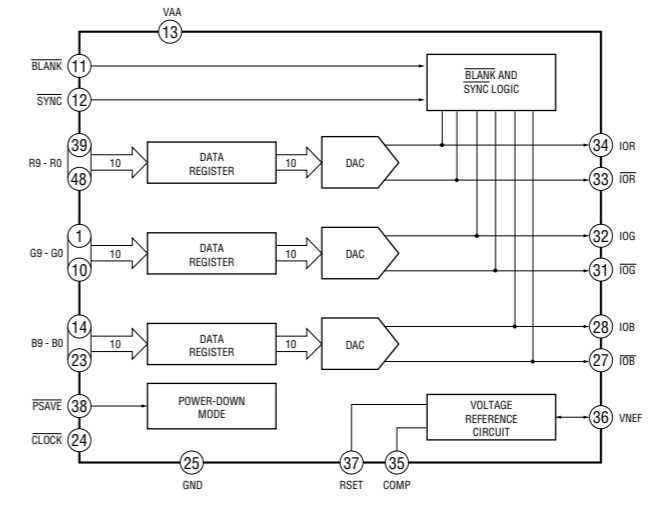 VAA
13
BLANK 11
SYNC 12
BLANK AND
SYNC LOGIC
39
R9 - R0
48
10
DATA
REGISTER
10
DAC
34 IOR
33 IOR
1
G9 - G0
10
10
DATA
REGISTER
10
DAC
32 IOG
31 IOG
14
B9 - B0
23
10
DATA
REGISTER
10
DAC
28 IOB
27 IOB
PSAVE 38
POWER-DOWN
MODE
CLOCK 24
VOLTAGE
REFERENCE
CIRCUIT
36 VNEF
25
GND
37
RSET
35
COMP